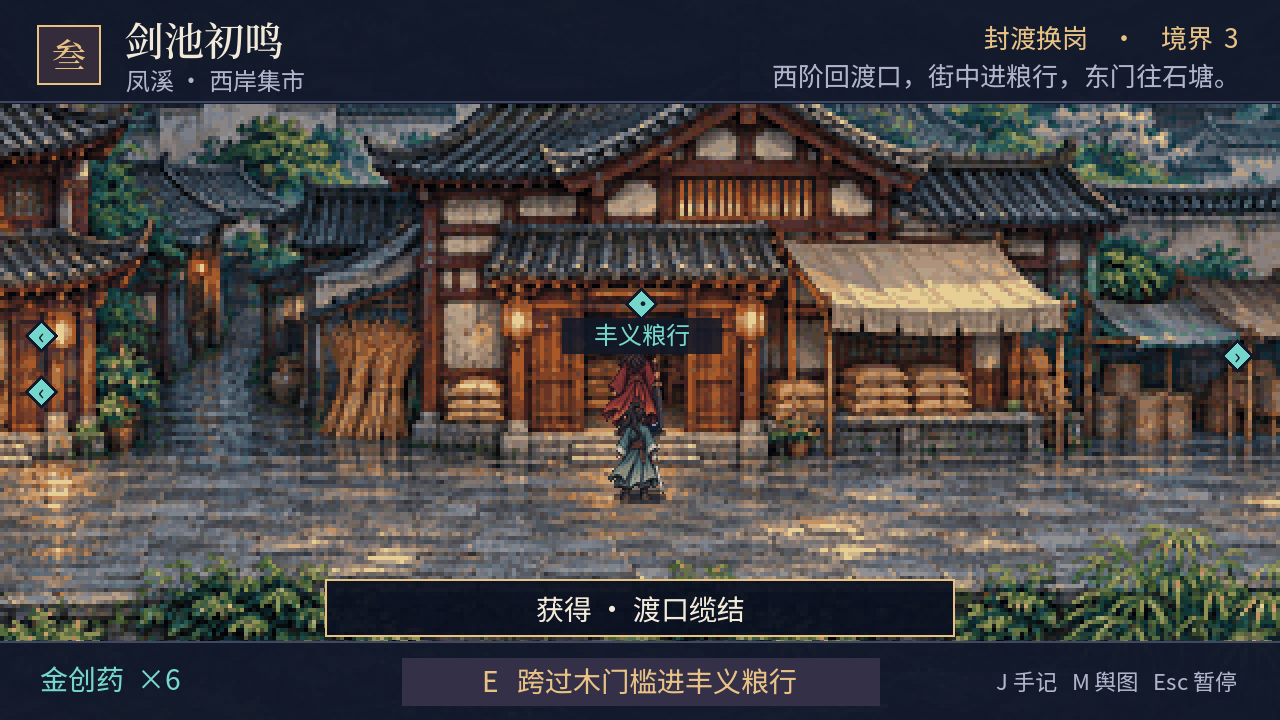 叁
剑池初鸣
凤溪 · 西岸集市
封渡换岗 · 境界 3
西阶回渡口，街中进粮行，东门往石塘。
丰义粮行
获得 · 渡口缆结
金创药 ×6
E 跨过木门槛进丰义粮行
J 手记 M 舆图 Esc 暂停